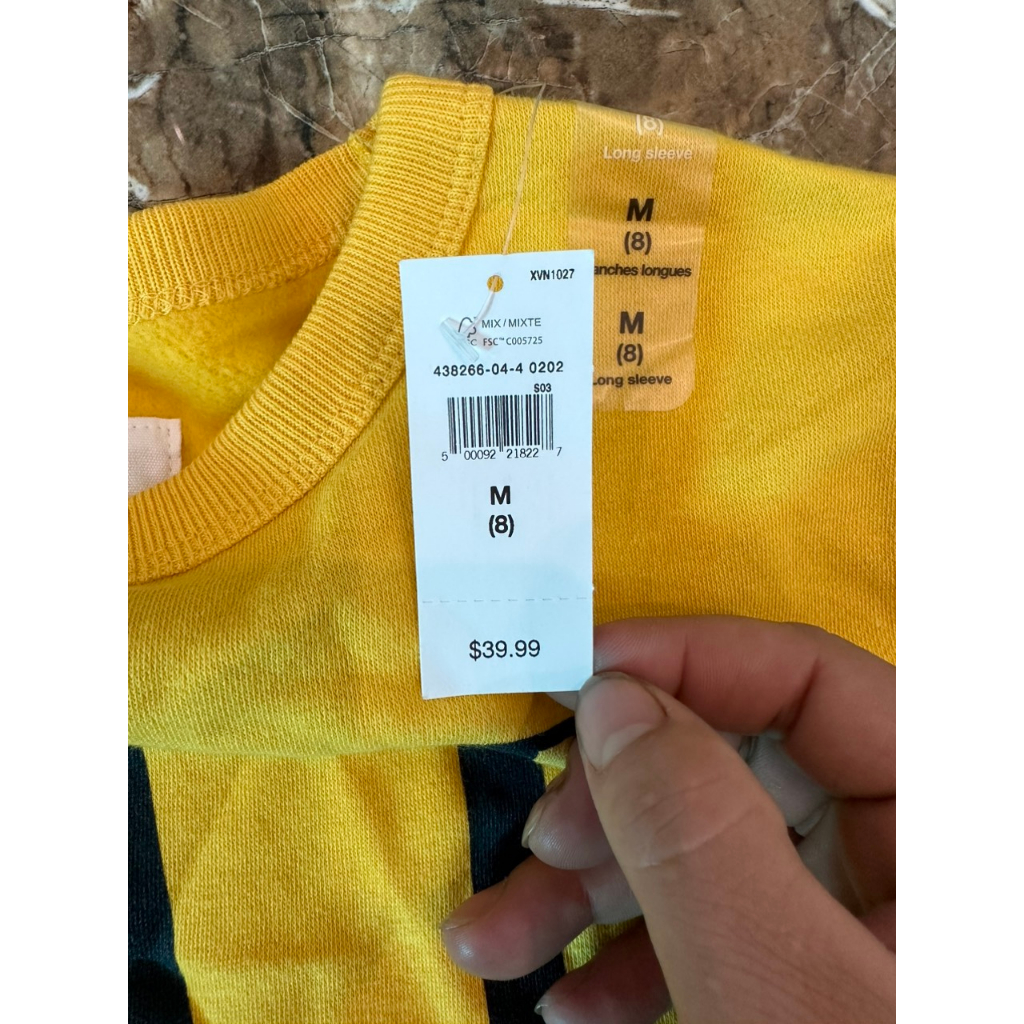 (8)
Long sleeve
M
(8)
anches longues
M
(8)
Long sleeve
XVN1027
MIX / MIXTE
FSC™ C005725
438266-04-4 0202
S03
5 00092 21822 7
M
(8)
$39.99